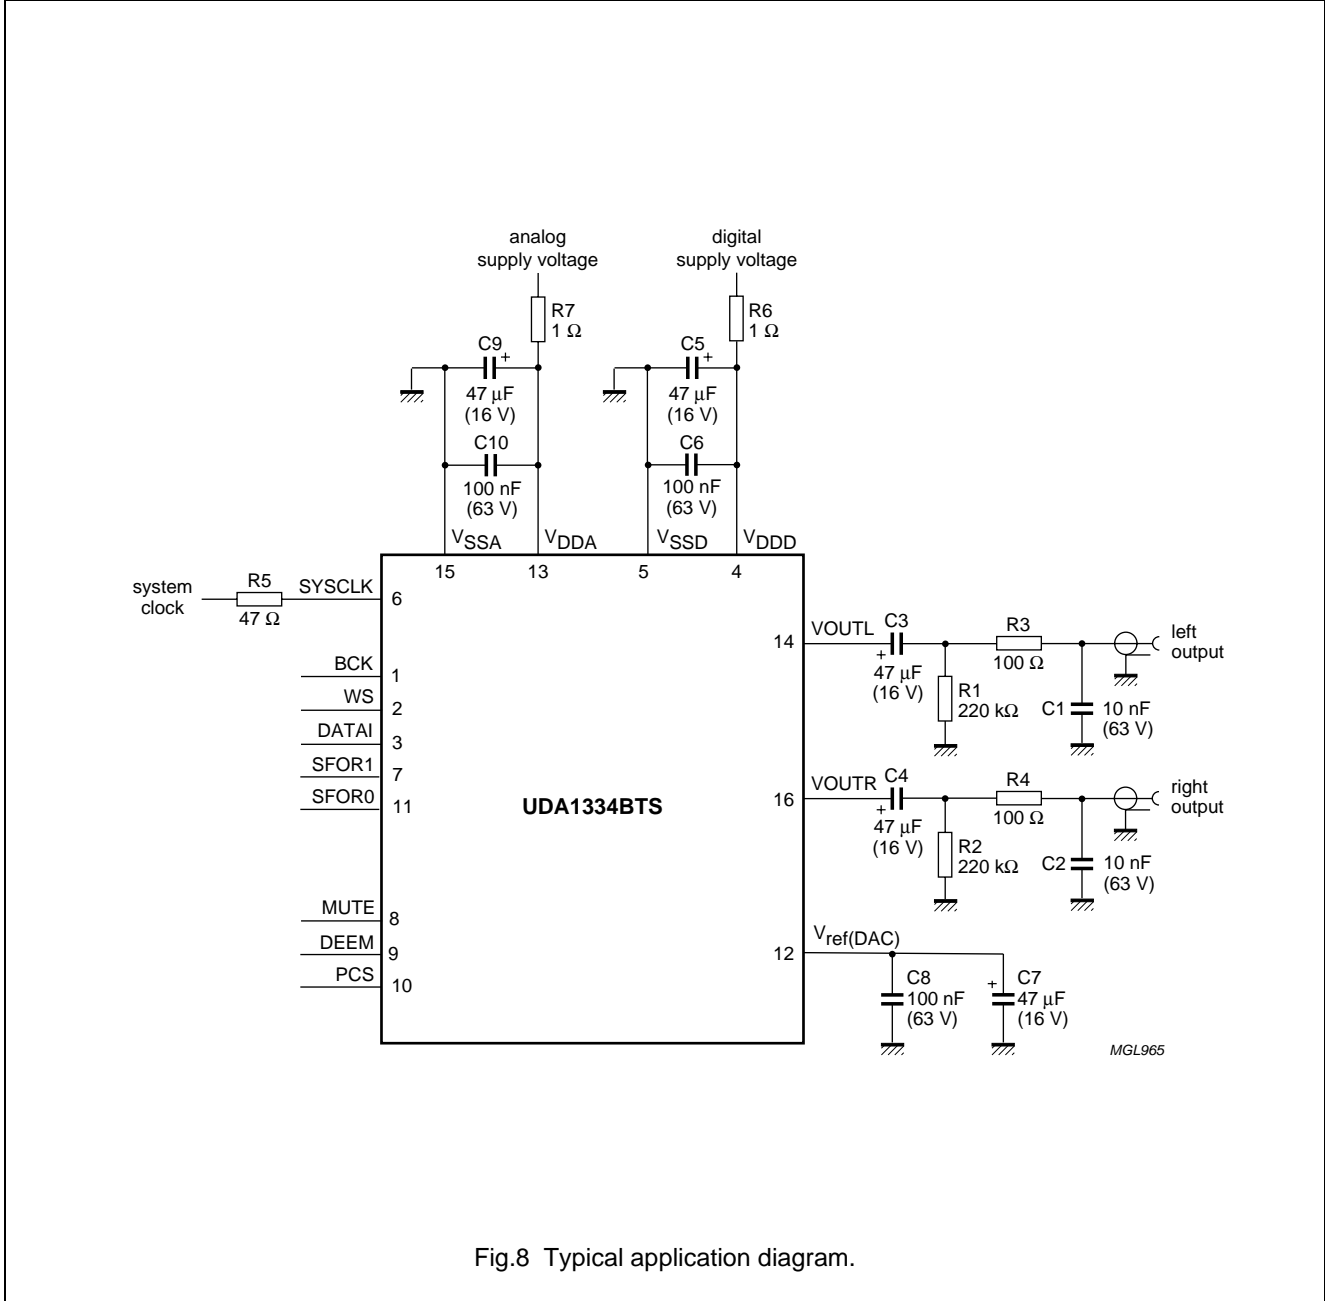 analog
supply voltage
digital
supply voltage
R7
1 Ω
R6
1 Ω
C9
+
47 µF
(16 V)
C5
+
47 µF
(16 V)
C10
100 nF
(63 V)
C6
100 nF
(63 V)
VSSA
VDDA
VSSD
VDDD
15
13
5
4
system
clock
R5
47 Ω
SYSCLK
6
BCK
1
WS
2
DATAI
3
SFOR1
7
SFOR0
11
MUTE
8
DEEM
9
PCS
10
UDA1334BTS
14
VOUTL
C3
+
47 µF
(16 V)
R1
220 kΩ
R3
100 Ω
C1
10 nF
(63 V)
left
output
16
VOUTR
C4
+
47 µF
(16 V)
R2
220 kΩ
R4
100 Ω
C2
10 nF
(63 V)
right
output
12
Vref(DAC)
C8
100 nF
(63 V)
+
C7
47 µF
(16 V)
MGL965
Fig.8 Typical application diagram.